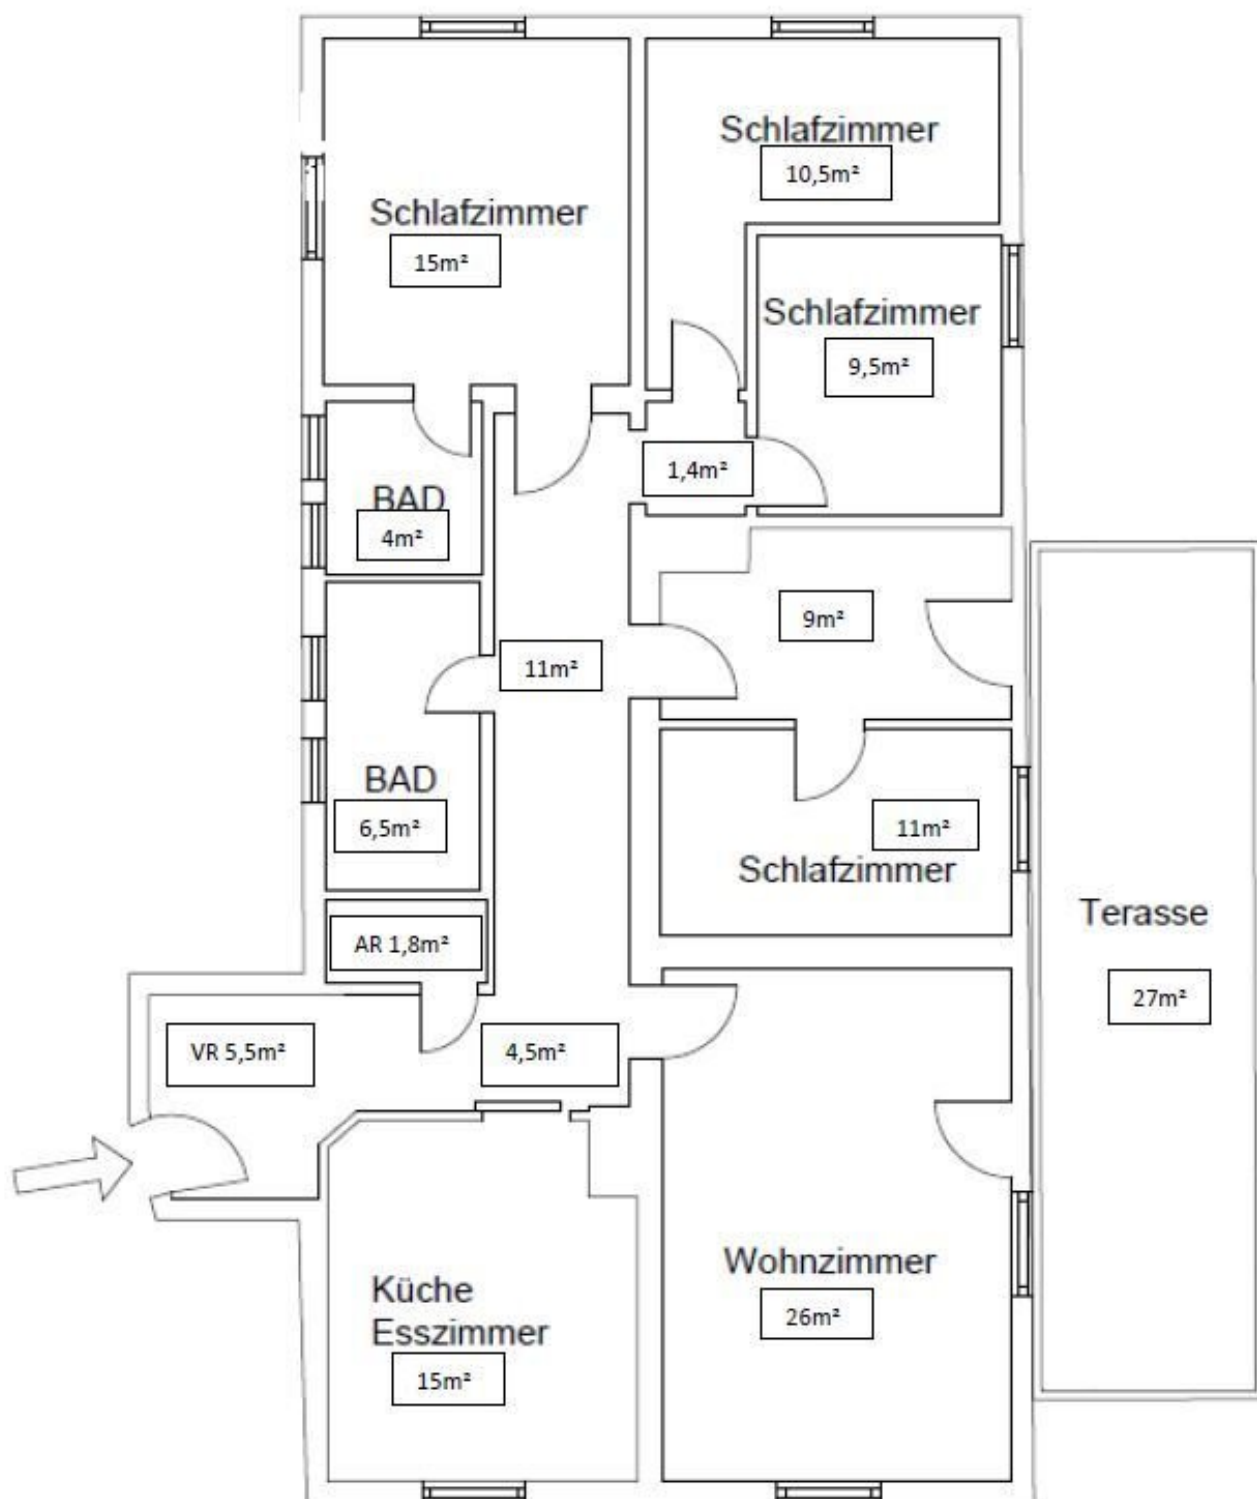 Schlafzimmer
10,5m²
Schlafzimmer
15m²
Schlafzimmer
9,5m²
1,4m²
BAD
4m²
9m²
11m²
BAD
6,5m²
11m²
Schlafzimmer
AR 1,8m²
Terasse
27m²
VR 5,5m²
4,5m²
Wohnzimmer
26m²
Küche
Esszimmer
15m²